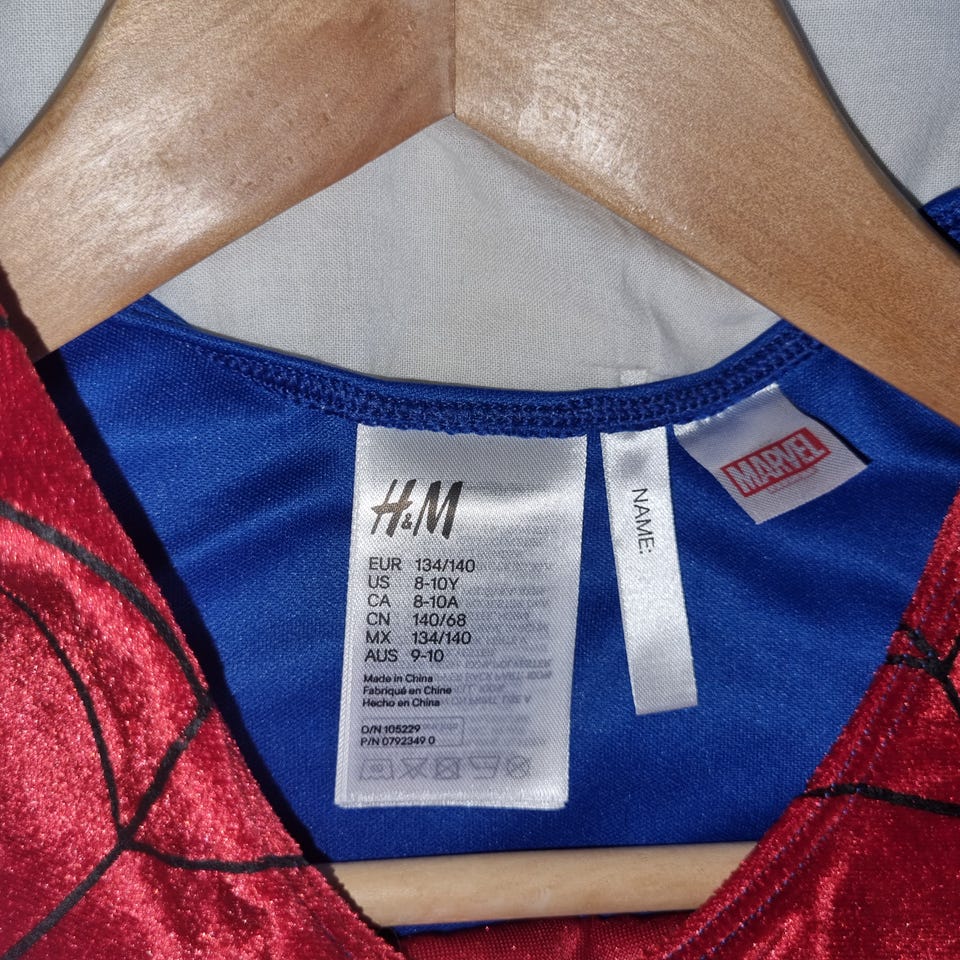 H&M
EUR 134/140
US 8-10Y
CA 8-10A
CN 140/68
MX 134/140
AUS 9-10
Made in China
Fabriqué en Chine
Hecho en China
O/N 105229
P/N 0792349 0
NAME:
MARVEL